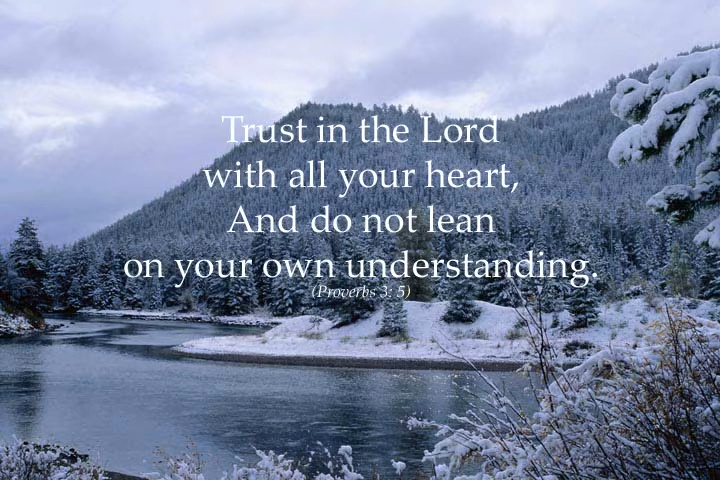 Trust in the Lord
with all your heart,
And do not lean
on your own understanding.
(Proverbs 3: 5)